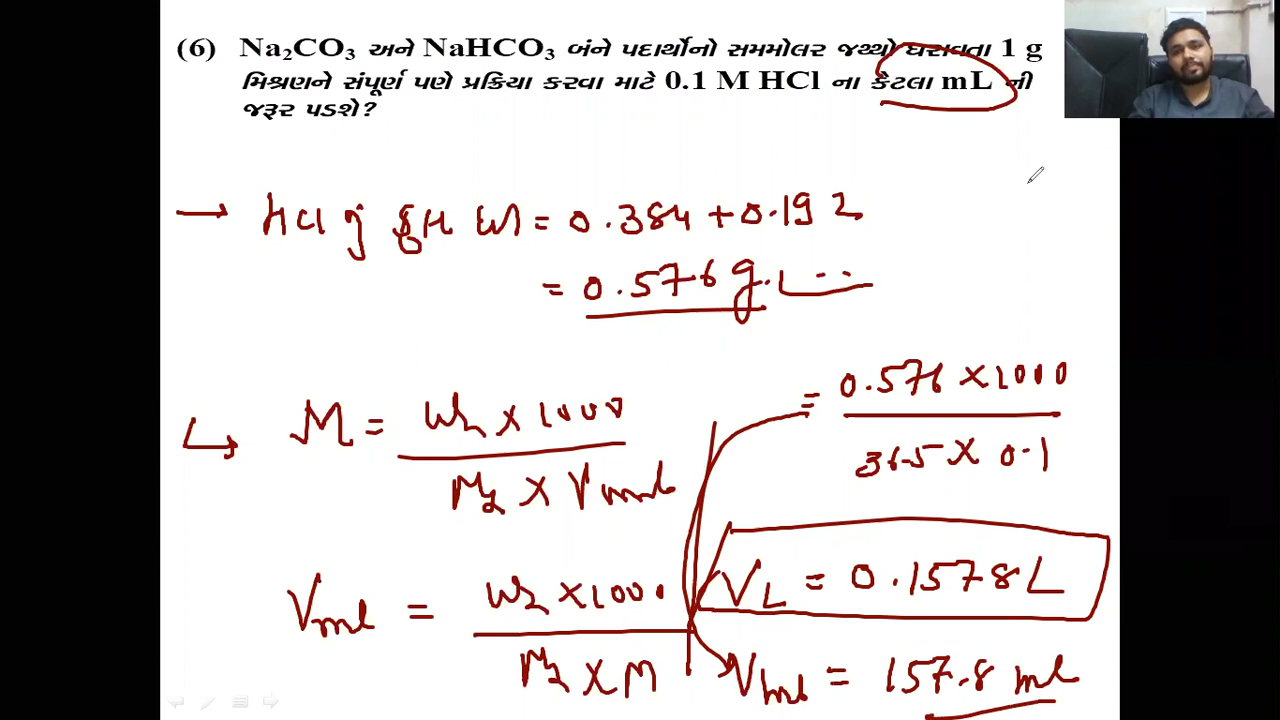 (6) Na₂CO₃ અને NaHCO₃ બંને પદાર્થોનો સમમોલર જથ્થો ધરાવતા 1 g
મિશ્રણને સંપૂર્ણ પણે પ્રક્રિયા કરવા માટે 0.1 M HCl ના કેટલા mL ની
જરૂર પડશે?
→ HCl નું કુલ = 0.384 + 0.192
= 0.576 g.
M = W₂ × 1000 / M₂ × Vml
= 0.576 × 1000 / 36.5 × 0.1
Vml = W₂ × 1000 / M₂ × M
VL = 0.1578 L
Vml = 157.8 ml